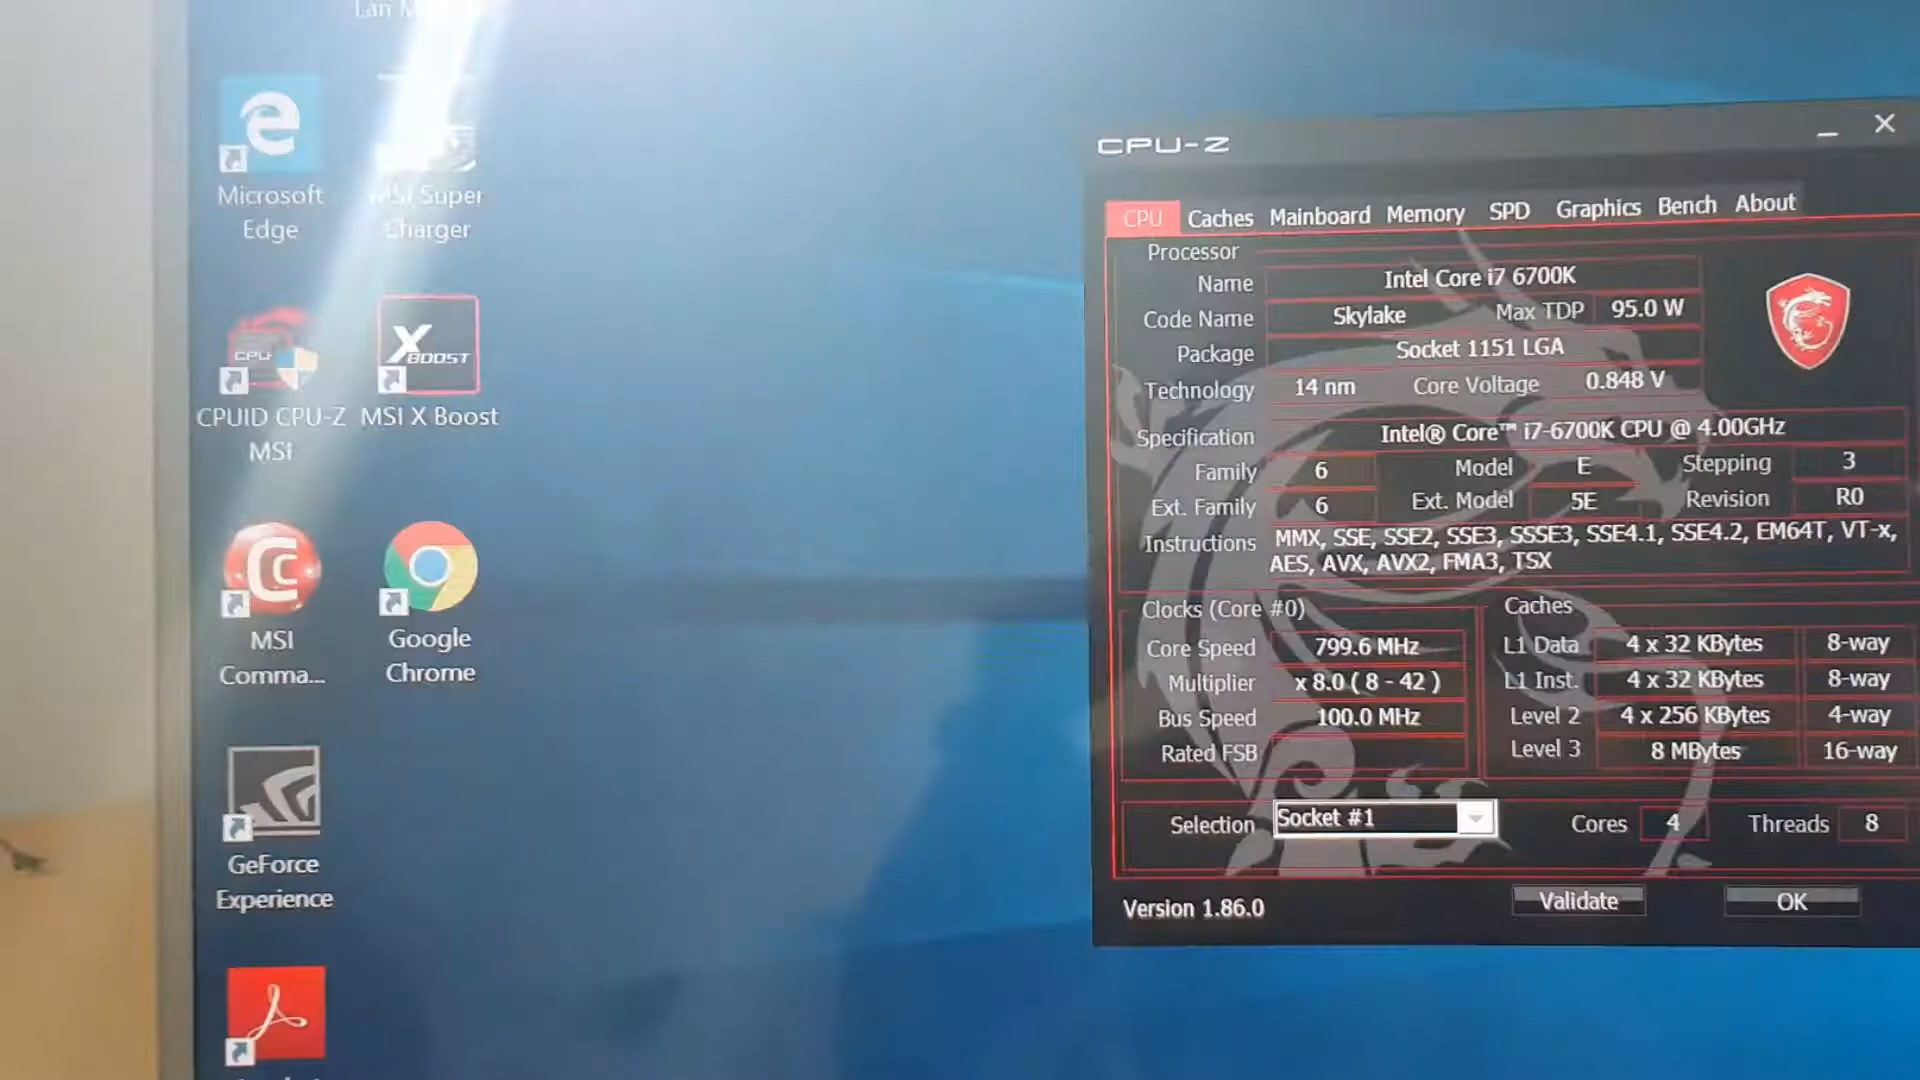 Lan M
Microsoft
Edge
MSI Super
Charger
CPU
CPUID CPU-Z
MSI
X BOOST
MSI X Boost
MSI
Comma...
Google
Chrome
GeForce
Experience
CPU-Z
CPU Caches Mainboard Memory SPD Graphics Bench About
Processor
Name Intel Core i7 6700K
Code Name Skylake Max TDP 95.0 W
Package Socket 1151 LGA
Technology 14 nm Core Voltage 0.848 V
Specification Intel® Core™ i7-6700K CPU @ 4.00GHz
Family 6 Model E Stepping 3
Ext. Family 6 Ext. Model 5E Revision R0
Instructions MMX, SSE, SSE2, SSE3, SSSE3, SSE4.1, SSE4.2, EM64T, VT-x,
AES, AVX, AVX2, FMA3, TSX
Clocks (Core #0)
Core Speed 799.6 MHz
Multiplier x 8.0 ( 8 - 42 )
Bus Speed 100.0 MHz
Rated FSB
Caches
L1 Data 4 x 32 KBytes 8-way
L1 Inst. 4 x 32 KBytes 8-way
Level 2 4 x 256 KBytes 4-way
Level 3 8 MBytes 16-way
Selection Socket #1 Cores 4 Threads 8
Version 1.86.0 Validate OK